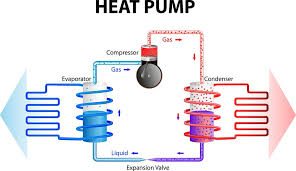 HEAT PUMP
Gas
Compressor
Gas
Evaporator
Condenser
Liquid
Expansion Valve